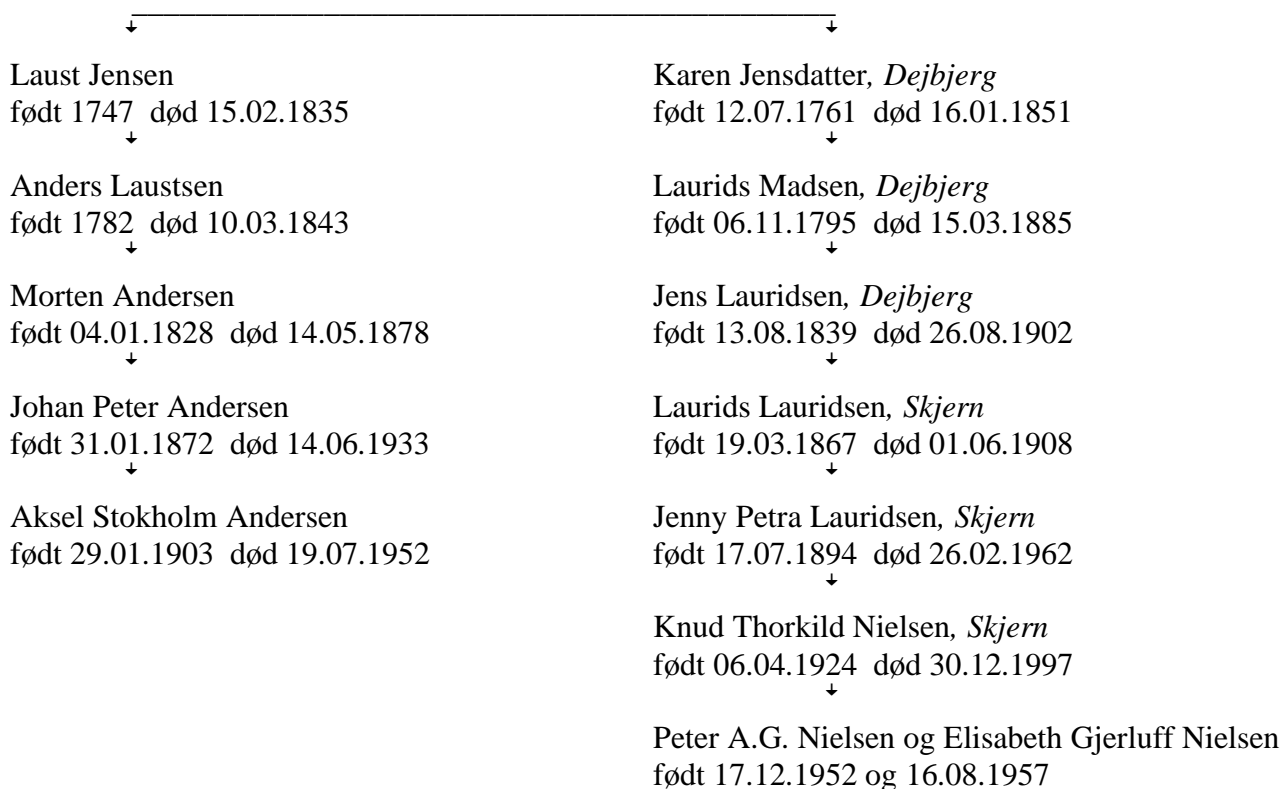 Laust Jensen
født 1747  død 15.02.1835
Anders Laustsen
født 1782  død 10.03.1843
Morten Andersen
født 04.01.1828  død 14.05.1878
Johan Peter Andersen
født 31.01.1872  død 14.06.1933
Aksel Stokholm Andersen
født 29.01.1903  død 19.07.1952
Karen Jensdatter, Dejbjerg
født 12.07.1761  død 16.01.1851
Laurids Madsen, Dejbjerg
født 06.11.1795  død 15.03.1885
Jens Lauridsen, Dejbjerg
født 13.08.1839  død 26.08.1902
Laurids Lauridsen, Skjern
født 19.03.1867  død 01.06.1908
Jenny Petra Lauridsen, Skjern
født 17.07.1894  død 26.02.1962
Knud Thorkild Nielsen, Skjern
født 06.04.1924  død 30.12.1997
Peter A.G. Nielsen og Elisabeth Gjerluff Nielsen
født 17.12.1952 og 16.08.1957